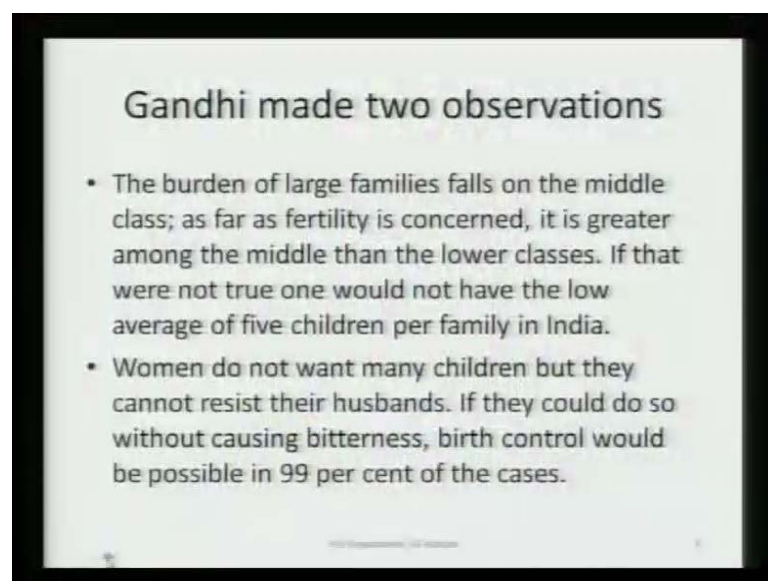 Gandhi made two observations
• The burden of large families falls on the middle
class; as far as fertility is concerned, it is greater
among the middle than the lower classes. If that
were not true one would not have the low
average of five children per family in India.
• Women do not want many children but they
cannot resist their husbands. If they could do so
without causing bitterness, birth control would
be possible in 99 per cent of the cases.